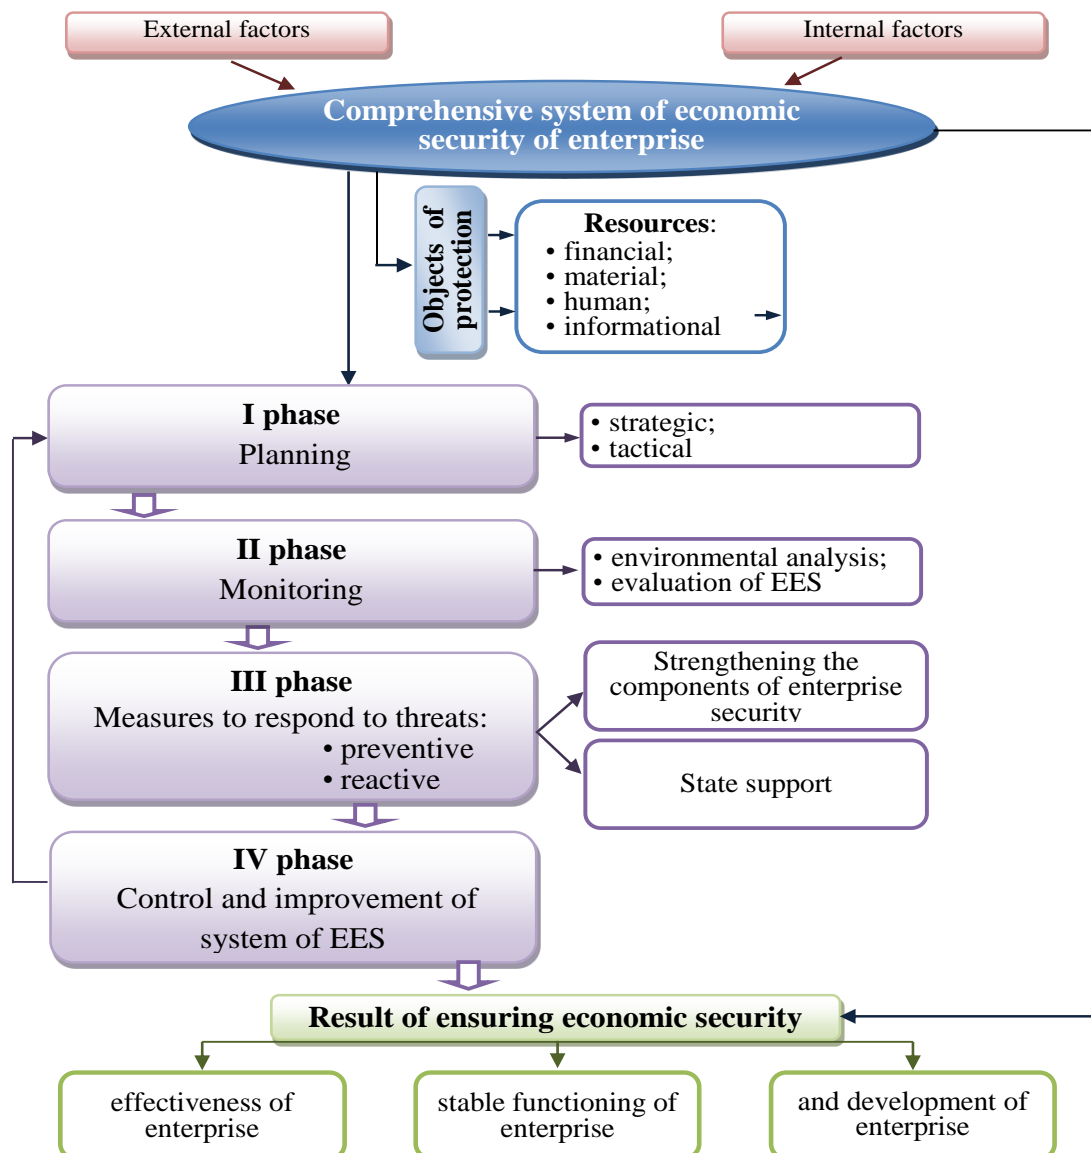 External factors
Internal factors
Comprehensive system of economic
security of enterprise
Objects of
protection
Resources:
• financial;
• material;
• human;
• informational
I phase
Planning
• strategic;
• tactical
II phase
Monitoring
• environmental analysis;
• evaluation of EES
III phase
Measures to respond to threats:
• preventive
• reactive
Strengthening the
components of enterprise
security
State support
IV phase
Control and improvement of
system of EES
Result of ensuring economic security
effectiveness of
enterprise
stable functioning of
enterprise
and development of
enterprise